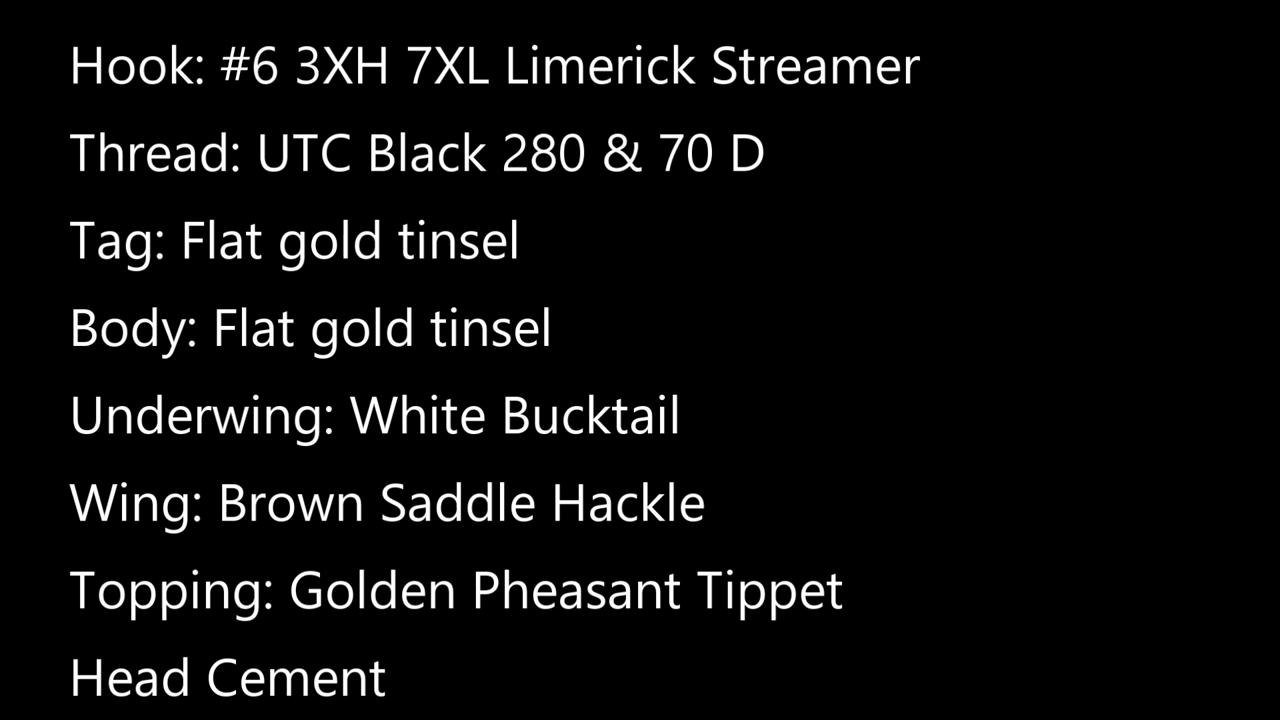 Hook: #6 3XH 7XL Limerick Streamer
Thread: UTC Black 280 & 70 D
Tag: Flat gold tinsel
Body: Flat gold tinsel
Underwing: White Bucktail
Wing: Brown Saddle Hackle
Topping: Golden Pheasant Tippet
Head Cement